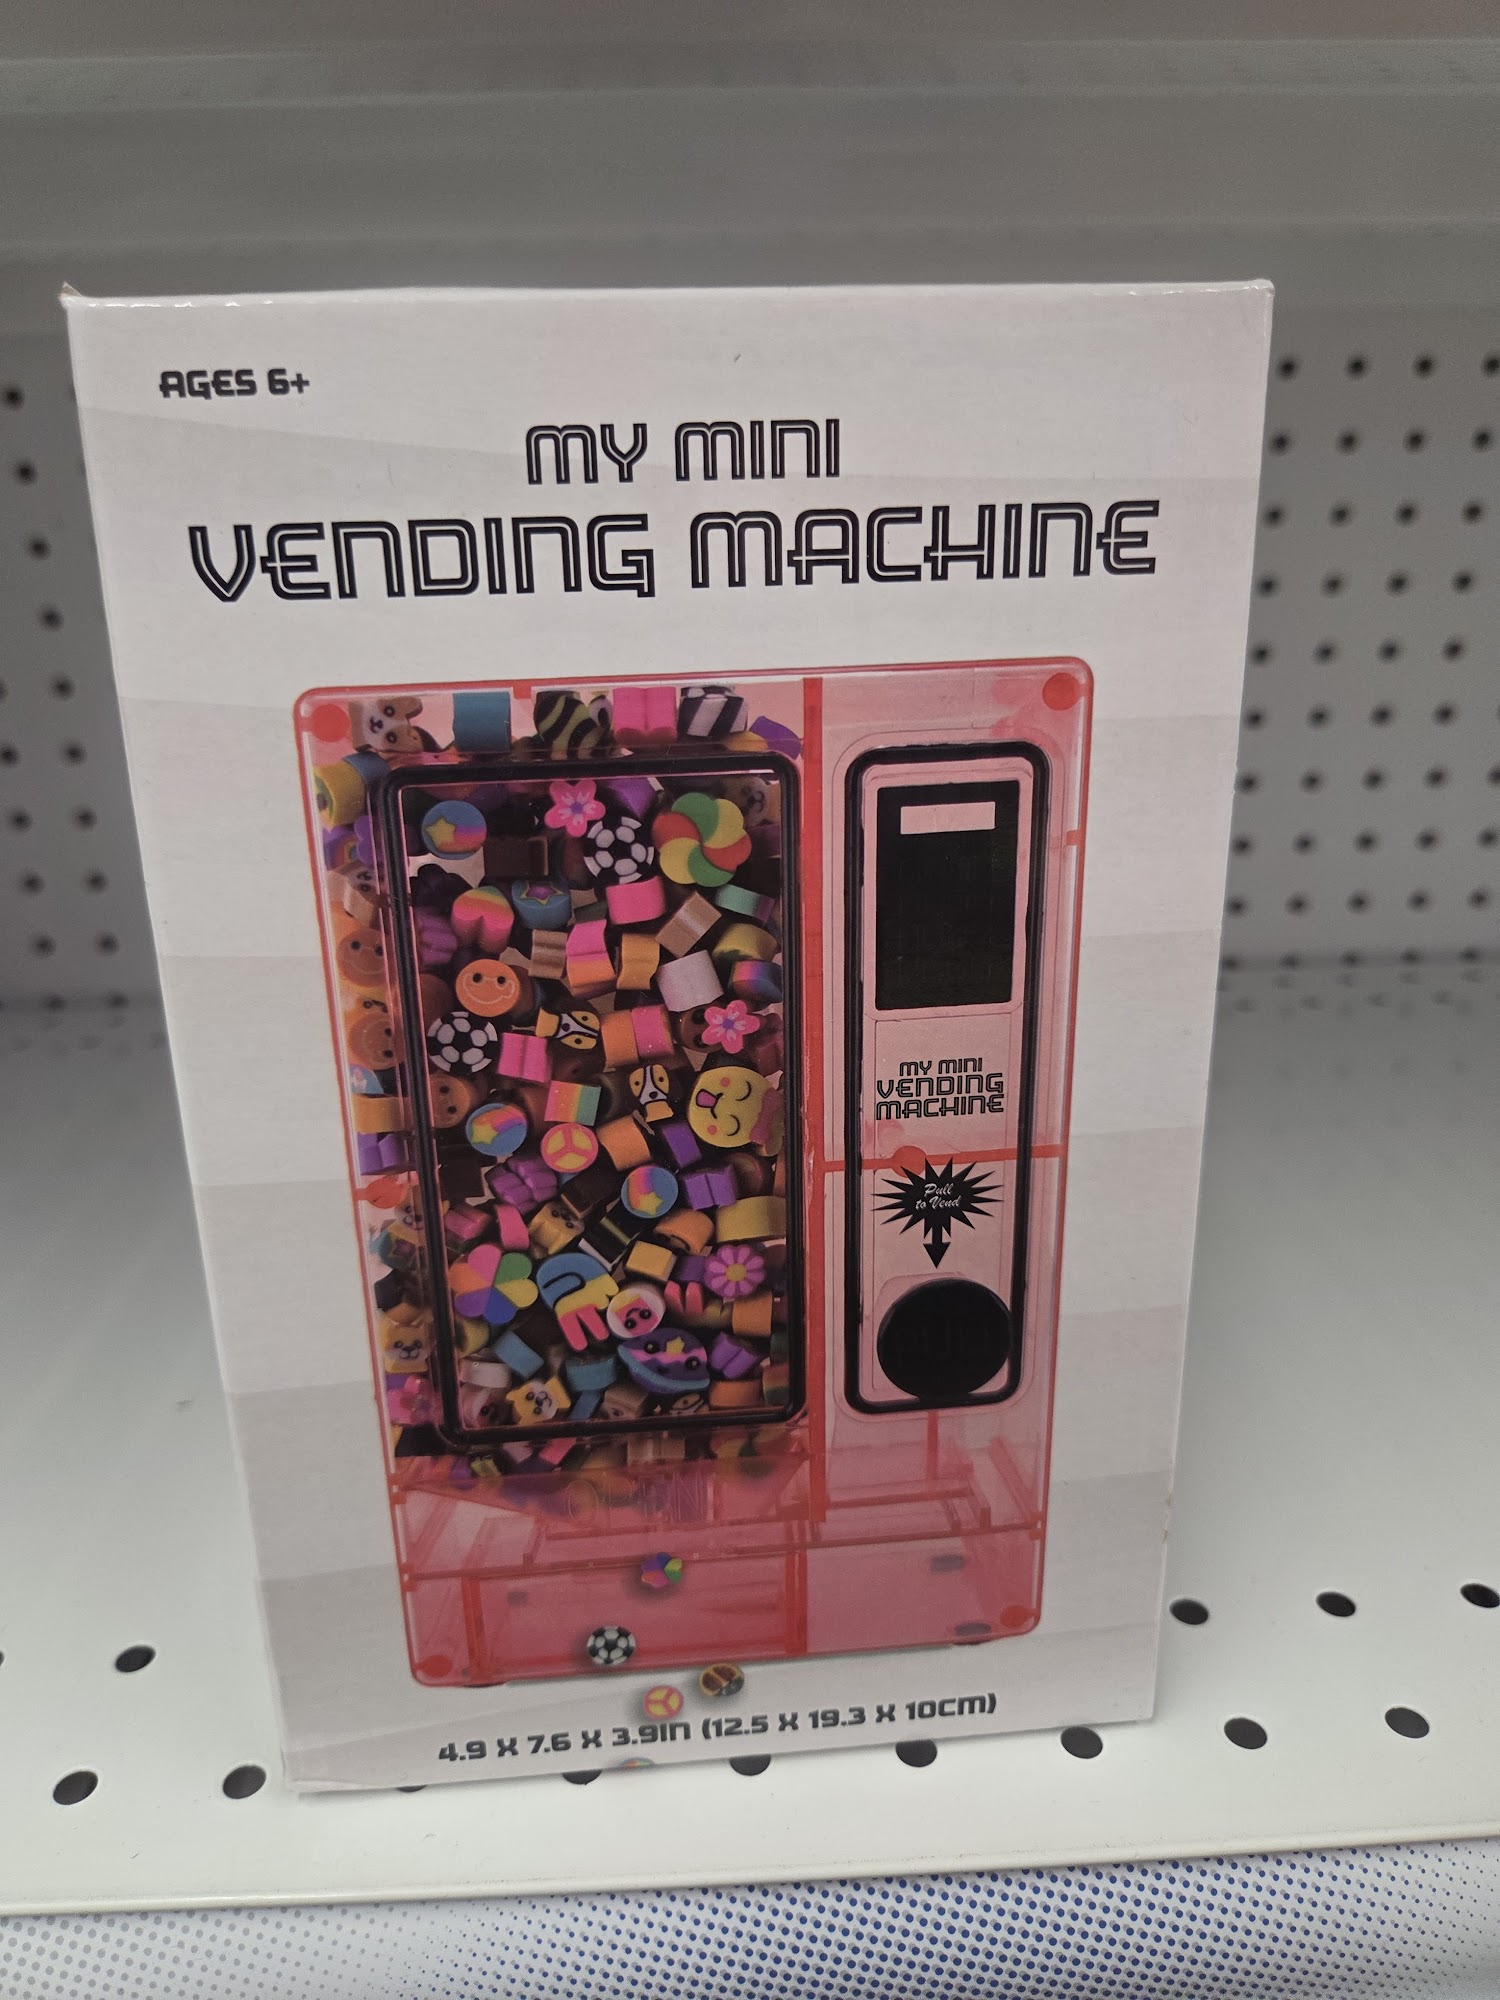 AGES 6+
MY MINI
VENDING MACHINE
MY MINI
VENDING
MACHINE
Pull
to Vend
OPEN
4.9 X 7.6 X 3.9IN (12.5 X 19.3 X 10CM)